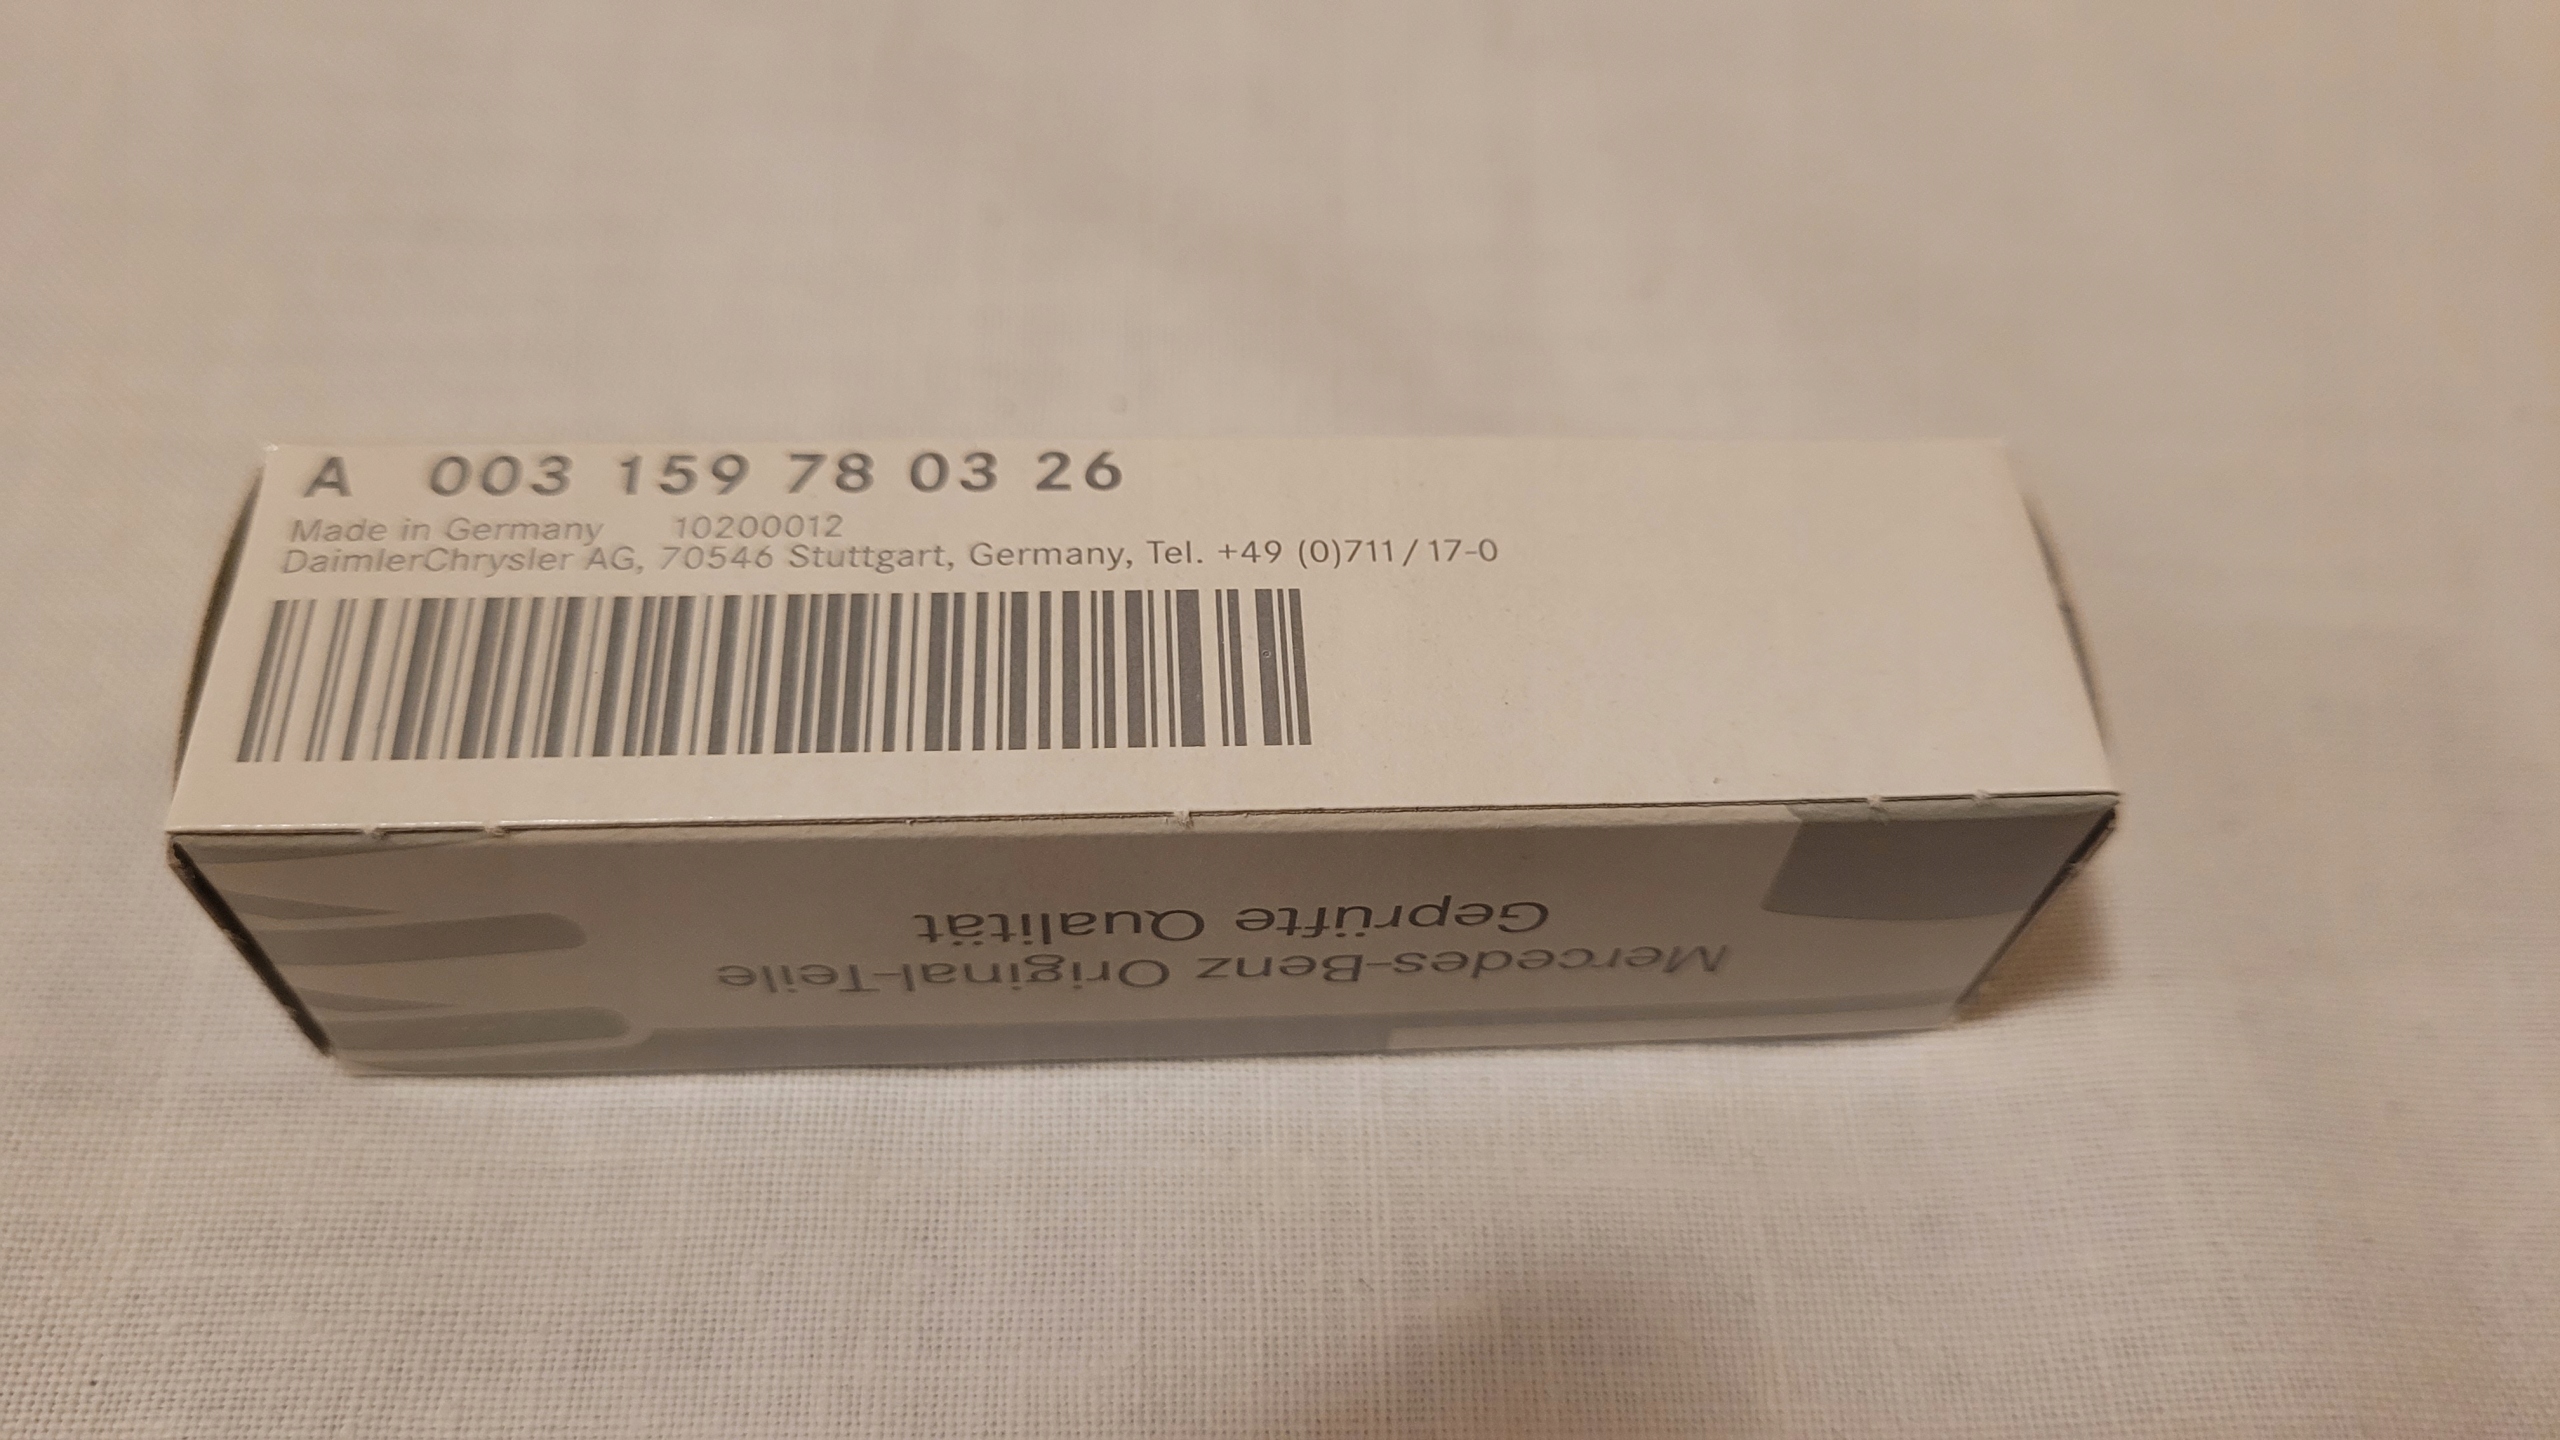 A 003 159 78 03 26
Made in Germany 10200012
DaimlerChrysler AG, 70546 Stuttgart, Germany, Tel. +49 (0)711/17-0
Mercedes-Benz Original-Teile
Geprüfte Qualität